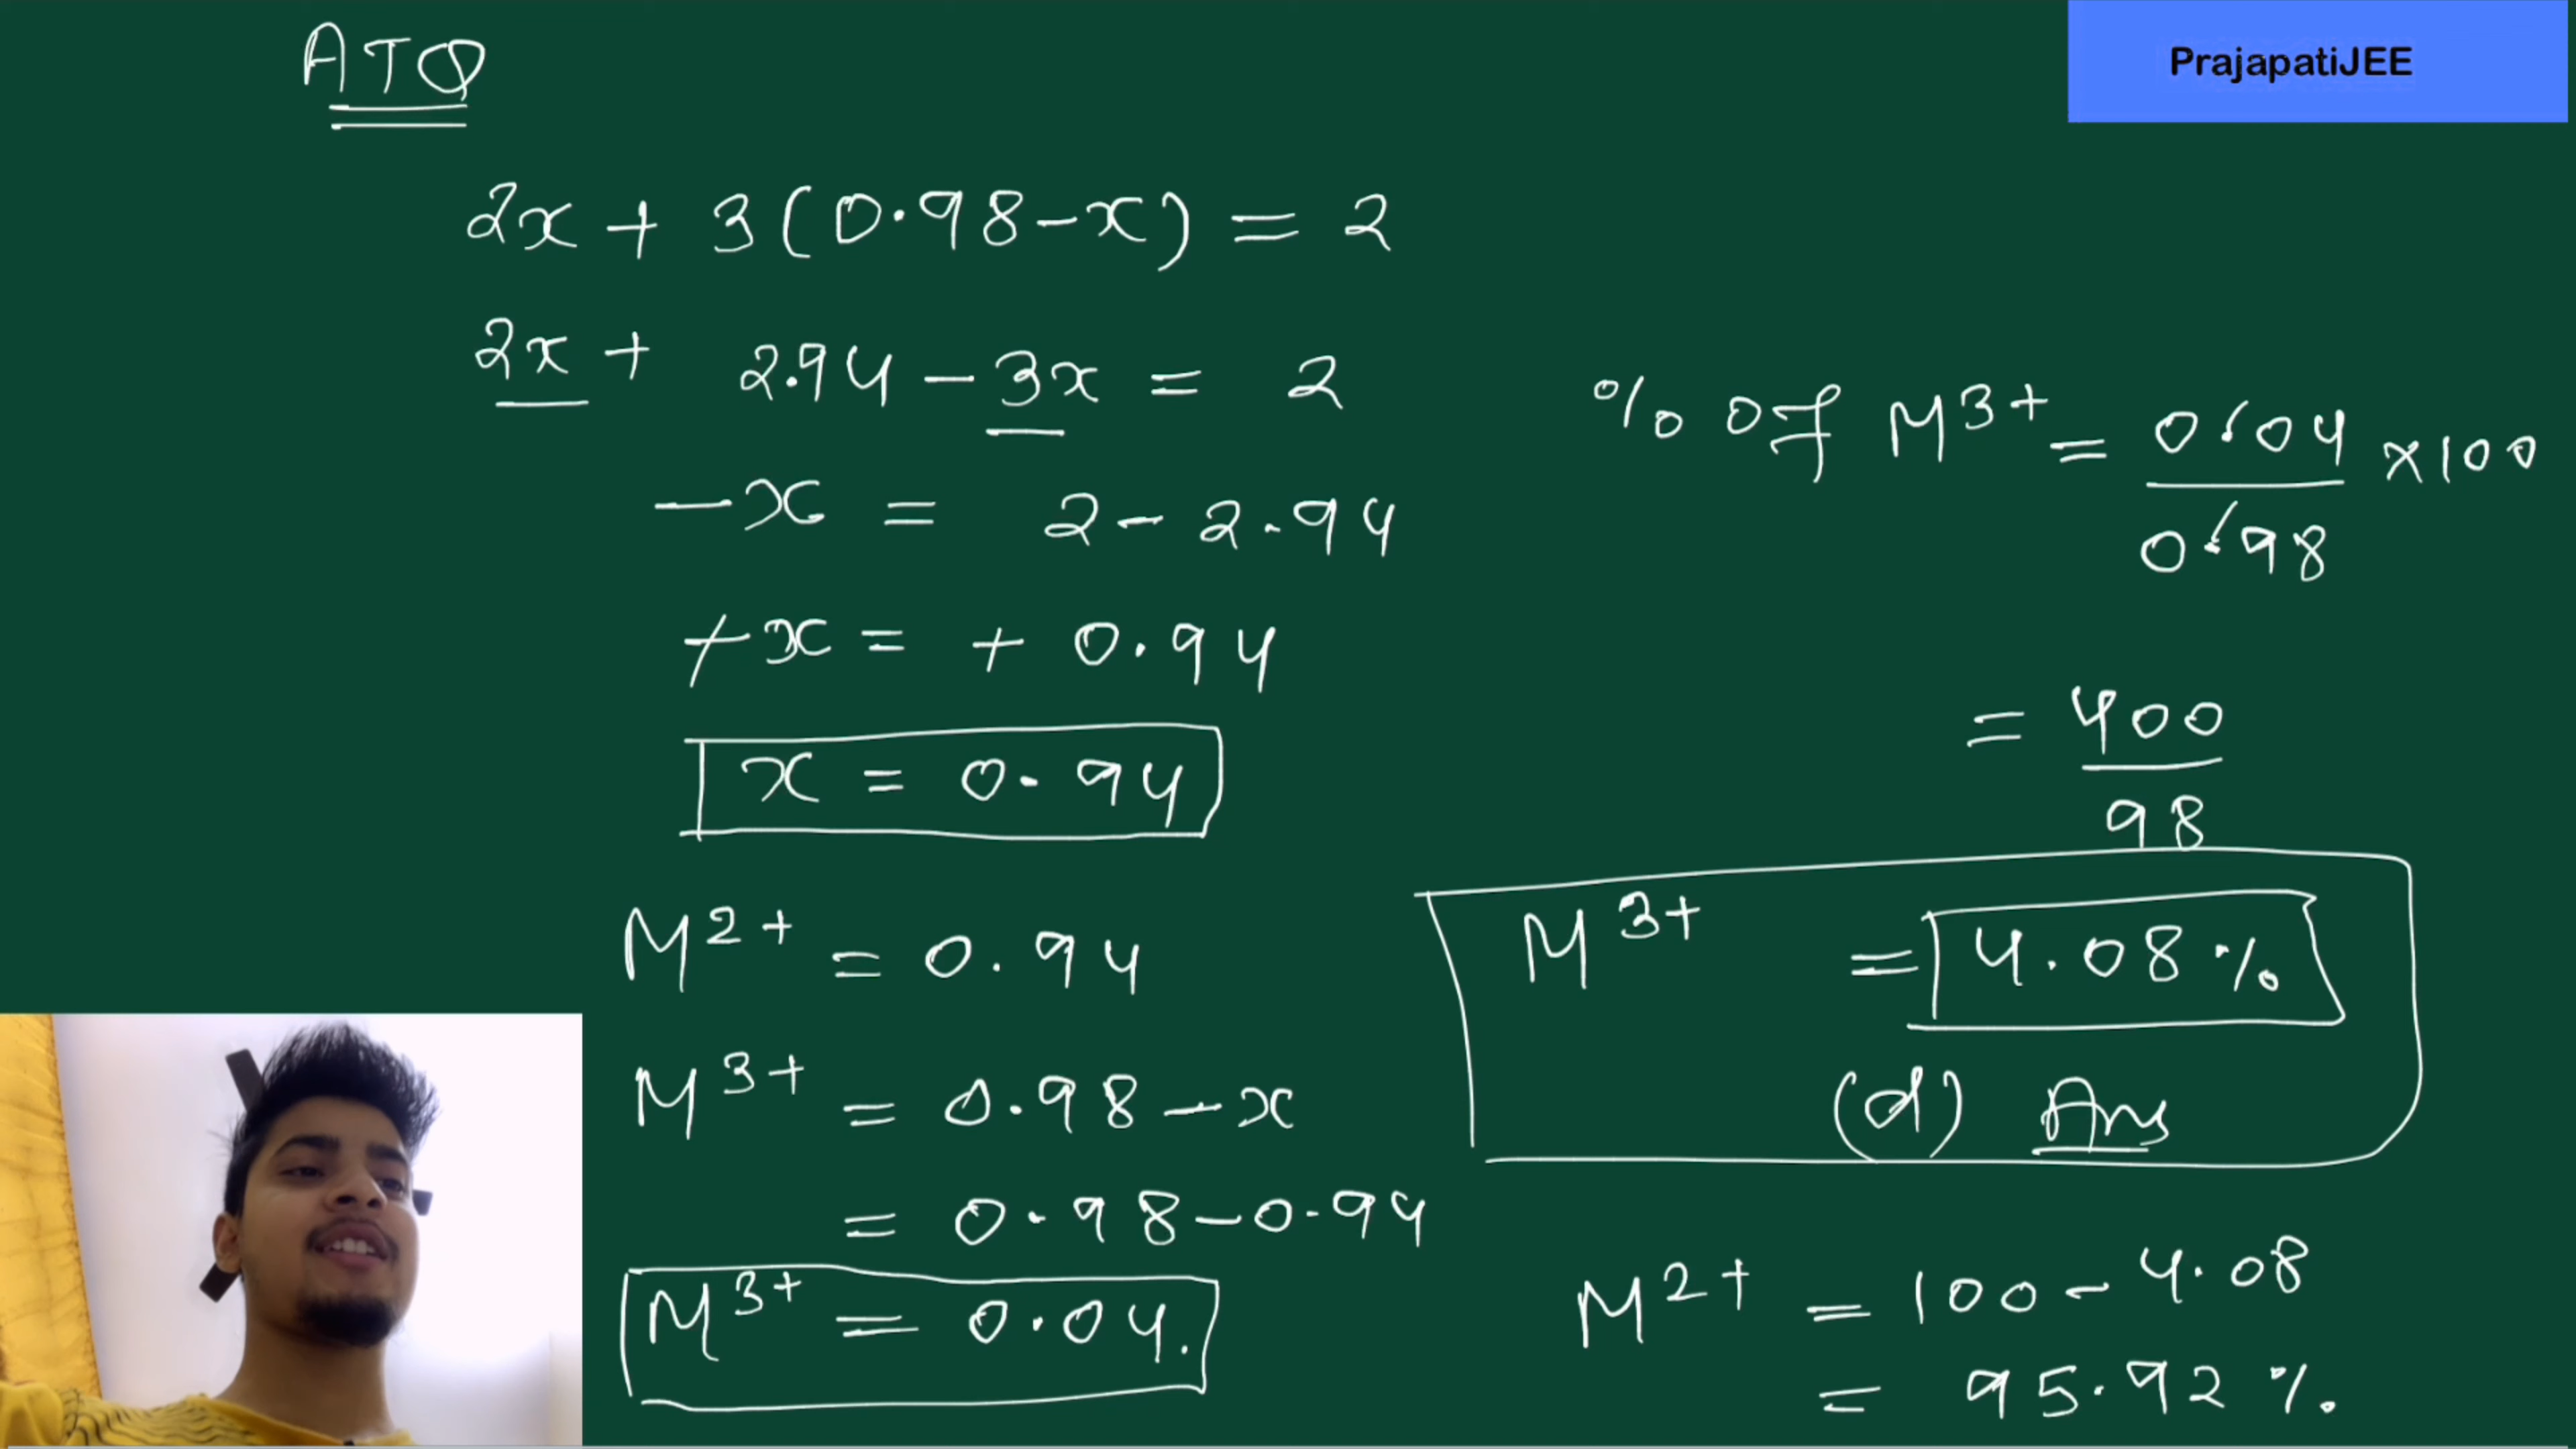 ATQ
PrajapatiJEE
2x + 3(0.98-x) = 2
2x + 2.94 - 3x = 2
-x = 2 - 2.94
+x = + 0.94
x = 0.94
M²⁺ = 0.94
M³⁺ = 0.98 - x
= 0.98-0.94
M³⁺ = 0.04.
% of M³⁺ = 0.04/0.98 ×100
= 400/98
M³⁺ = 4.08%
(d) Ans
M²⁺ = 100 - 4.08
= 95.92 %.